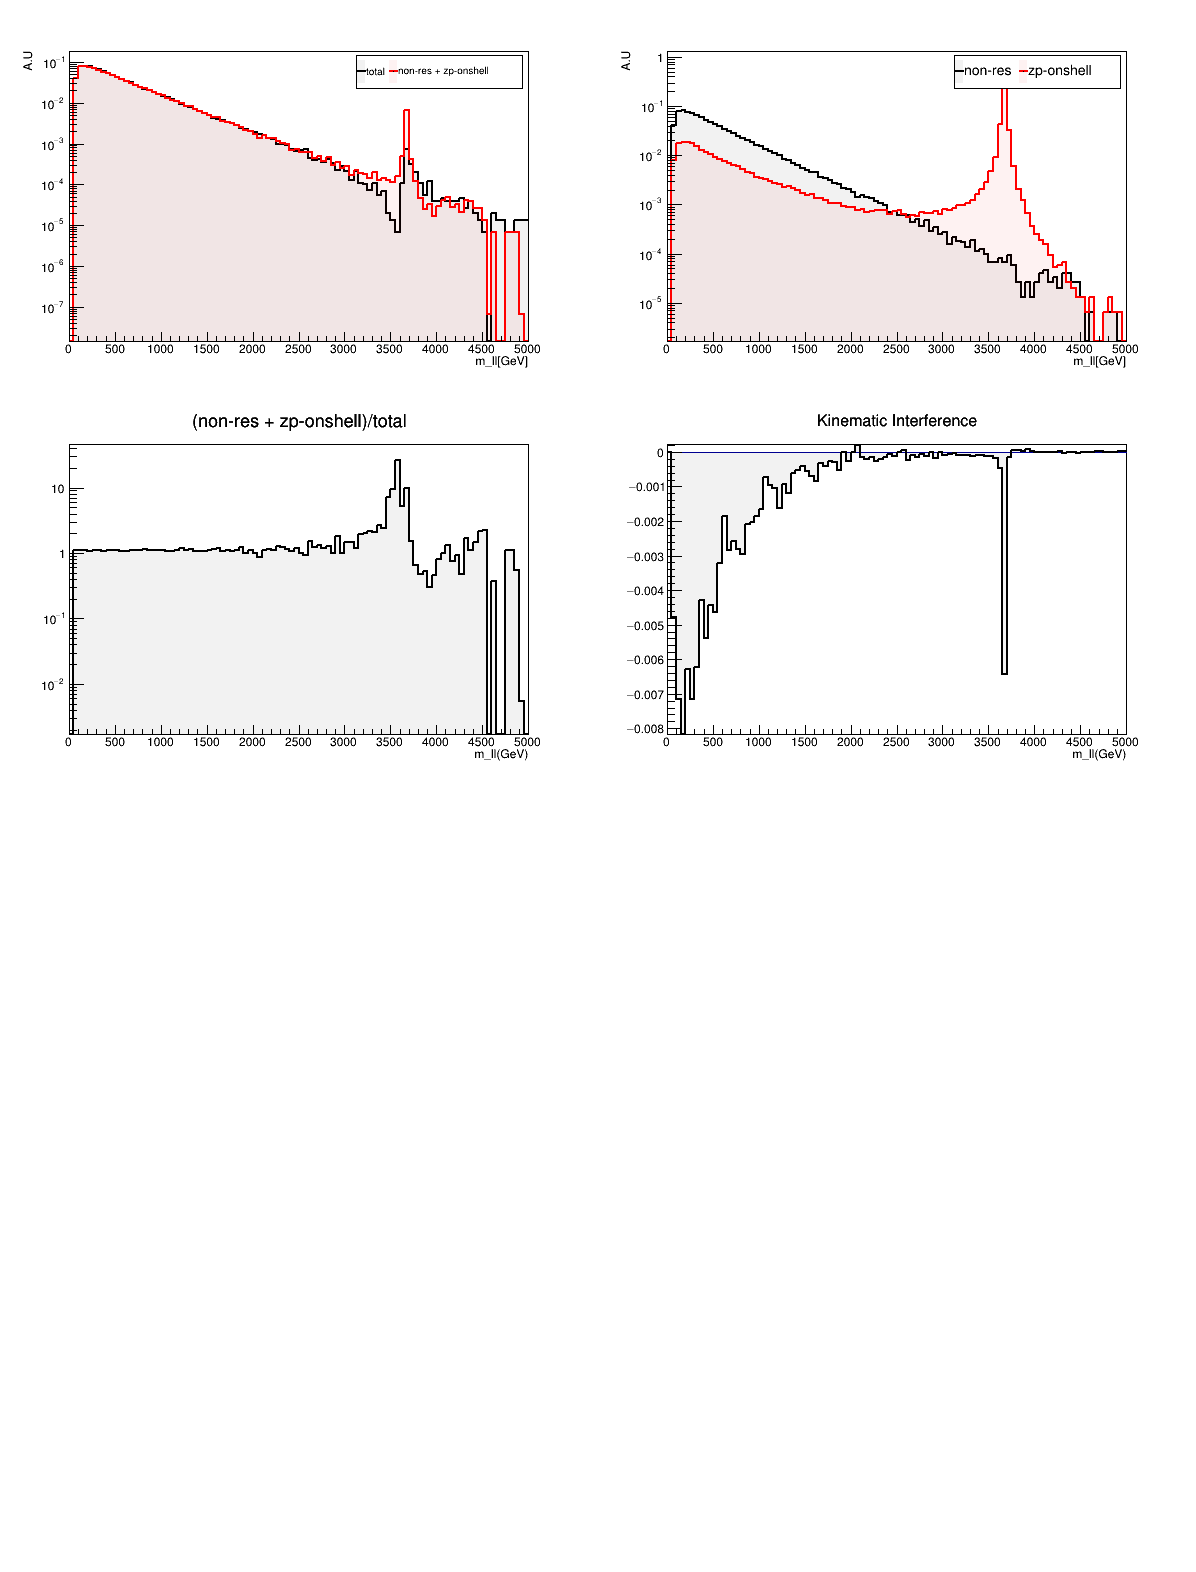 A.U
total non-res + zp-onshell
10⁻¹
10⁻²
10⁻³
10⁻⁴
10⁻⁵
10⁻⁶
10⁻⁷
0 500 1000 1500 2000 2500 3000 3500 4000 4500 5000
m_ll[GeV]
A.U
non-res zp-onshell
1
10⁻¹
10⁻²
10⁻³
10⁻⁴
10⁻⁵
0 500 1000 1500 2000 2500 3000 3500 4000 4500 5000
m_ll[GeV]
(non-res + zp-onshell)/total
10
1
10⁻¹
10⁻²
0 500 1000 1500 2000 2500 3000 3500 4000 4500 5000
m_ll(GeV)
Kinematic Interference
0
−0.001
−0.002
−0.003
−0.004
−0.005
−0.006
−0.007
−0.008
0 500 1000 1500 2000 2500 3000 3500 4000 4500 5000
m_ll(GeV)